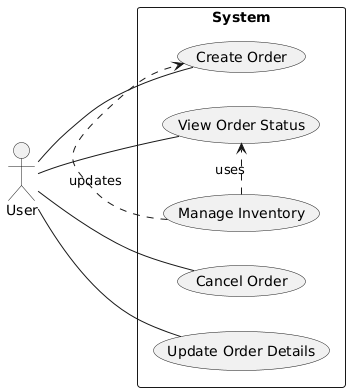 System
Create Order
View Order Status
uses
updates
Manage Inventory
User
Cancel Order
Update Order Details